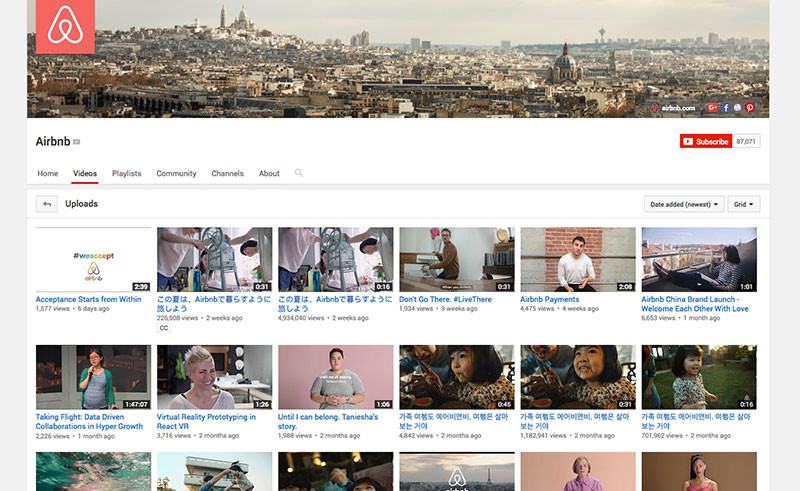 airbnb.com
Airbnb
Subscribe 87,071
Home Videos Playlists Community Channels About
Uploads
Date added (newest) Grid
#weaccept
airbnb
2:39
0:31
0:16
When you Airbnb,
0:31
2:08
1:01
Acceptance Starts from Within
1,577 views • 6 days ago
この夏は、Airbnbで暮らすように
旅しよう
226,508 views • 2 weeks ago
CC
この夏は、Airbnbで暮らすように
旅しよう
4,934,040 views • 2 weeks ago
Don't Go There. #LiveThere
1,934 views • 3 weeks ago
Airbnb Payments
4,475 views • 4 weeks ago
Airbnb China Brand Launch -
Welcome Each Other With Love
6,653 views • 1 month ago
1:47:07
1:26
1:06
0:45
0:31
0:16
Taking Flight: Data Driven
Collaborations in Hyper Growth
2,226 views • 1 month ago
Virtual Reality Prototyping in
React VR
3,716 views • 2 months ago
Until I can belong. Taniesha's
story.
1,988 views • 2 months ago
가족 여행도 에어비앤비, 여행은 살아
보는 거야
4,842 views • 2 months ago
가족 여행도 에어비앤비, 여행은 살아
보는 거야
1,182,941 views • 2 months ago
가족 여행도 에어비앤비, 여행은 살아
보는 거야
701,962 views • 2 months ago